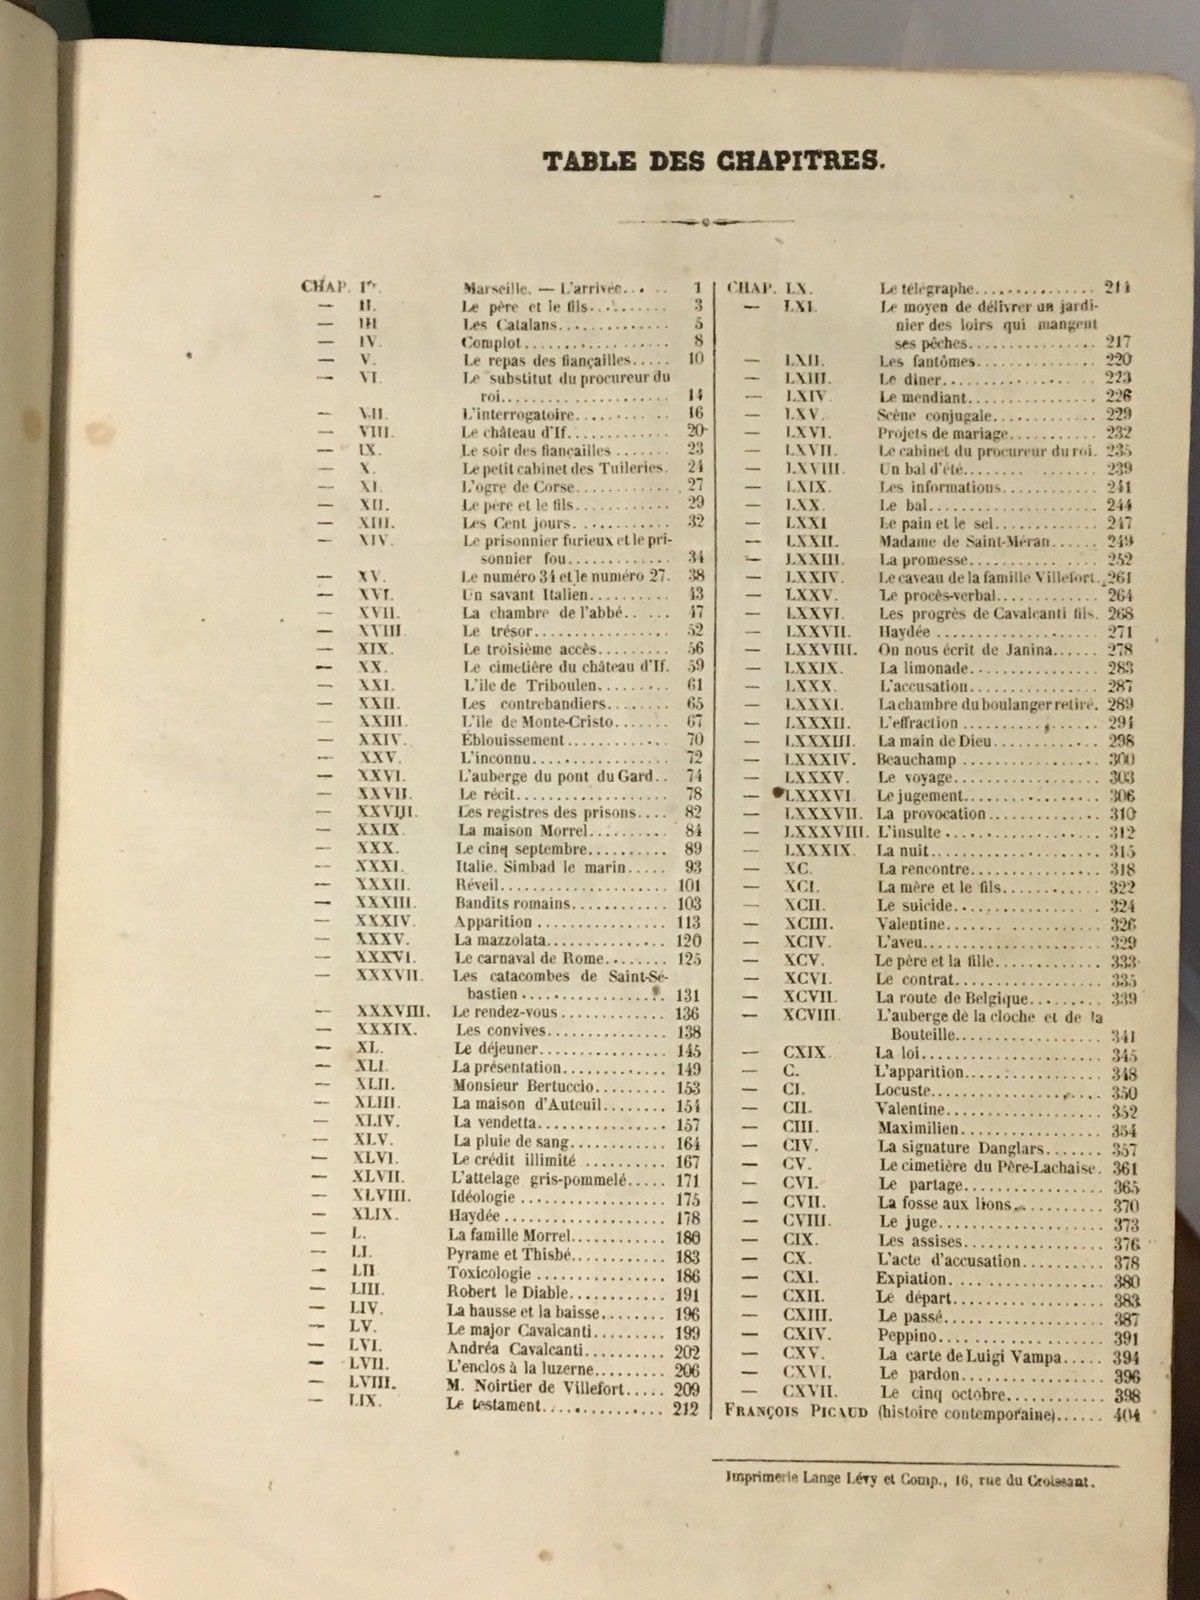 TABLE DES CHAPITRES.
CHAP. Ier. Marseille. — L'arrivée... .. 1
— II. Le père et le fils.......... 3
— III Les Catalans.............. 5
— IV. Complot.................. 8
— V. Le repas des fiançailles..... 10
— VI. Le substitut du procureur du
roi..................... 14
— VII. L'interrogatoire........... 16
— VIII. Le château d'If............ 20
— IX. Le soir des fiançailles ....... 23
— X. Le petit cabinet des Tuileries. 24
— XI. L'ogre de Corse............ 27
— XII. Le père et le fils............ 29
— XIII. Les Cent jours............ 32
— XIV. Le prisonnier furieux et le pri-
sonnier fou............. 34
— XV. Le numéro 34 et le numéro 27. 38
— XVI. Un savant Italien.......... 43
— XVII. La chambre de l'abbé.. ... 47
— XVIII. Le trésor................. 52
— XIX. Le troisième accès......... 56
— XX. Le cimetière du château d'If. 59
— XXI. L'ile de Triboulen......... 61
— XXII. Les contrebandiers........ 65
— XXIII. L'île de Monte-Cristo....... 67
— XXIV. Éblouissement............. 70
— XXV. L'inconnu................. 72
— XXVI. L'auberge du pont du Gard.. 74
— XXVII. Le récit................... 78
— XXVIII. Les registres des prisons.... 82
— XXIX. La maison Morrel.......... 84
— XXX. Le cinq septembre.......... 89
— XXXI. Italie. Simbad le marin..... 93
— XXXII. Réveil.................... 101
— XXXIII. Bandits romains............ 103
— XXXIV. Apparition ................ 113
— XXXV. La mazzolata............... 120
— XXXVI. Le carnaval de Rome........ 125
— XXXVII. Les catacombes de Saint-Sé-
bastien .................. 131
— XXXVIII. Le rendez-vous ............. 136
— XXXIX. Les convives............... 138
— XL. Le déjeuner................ 145
— XLI. La présentation............. 149
— XLII. Monsieur Bertuccio......... 153
— XLIII. La maison d'Auteuil........ 154
— XLIV. La vendetta................ 157
— XLV. La pluie de sang............ 164
— XLVI. Le crédit illimité .......... 167
— XLVII. L'attelage gris-pommelé..... 171
— XLVIII. Idéologie .................. 175
— XLIX. Haydée .................... 178
— L. La famille Morrel........... 180
— LI. Pyrame et Thisbé........... 183
— LII Toxicologie ................ 186
— LIII. Robert le Diable............ 191
— LIV. La hausse et la baisse........ 196
— LV. Le major Cavalcanti......... 199
— LVI. Andréa Cavalcanti.......... 202
— LVII. L'enclos à la luzerne......... 206
— LVIII. M. Noirtier de Villefort..... 209
— LIX. Le testament............... 212
CHAP. LX. Le télégraphe............... 214
— LXI. Le moyen de délivrer un jardi-
nier des loirs qui mangent
ses pêches................ 217
— LXII. Les fantômes............... 220
— LXIII. Le diner................... 223
— LXIV. Le mendiant................ 226
— LXV. Scène conjugale............ 229
— LXVI. Projets de mariage........... 232
— LXVII. Le cabinet du procureur du roi. 235
— LXVIII. Un bal d'été....... ........ 239
— LXIX. Les informations............ 241
— LXX. Le bal..................... 244
— LXXI Le pain et le sel............. 247
— LXXII. Madame de Saint-Méran...... 249
— LXXIII. La promesse........... .... 252
— LXXIV. Le caveau de la famille Villefort. 261
— LXXV. Le procès-verbal............ 264
— LXXVI. Les progrès de Cavalcanti fils. 268
— LXXVII. Haydée .................... 271
— LXXVIII. On nous écrit de Janina...... 278
— LXXIX. La limonade................ 283
— LXXX. L'accusation................ 287
— LXXXI. La chambre du boulanger retiré. 289
— LXXXII. L'effraction ................ 294
— LXXXIII. La main de Dieu............ 298
— LXXXIV. Beauchamp ................ 300
— LXXXV. Le voyage.................. 303
— LXXXVI. Le jugement................ 306
— LXXXVII. La provocation ............. 310
— LXXXVIII. L'insulte .................. 312
— LXXXIX. La nuit.................... 315
— XC. La rencontre............... 318
— XCI. La mère et le fils............ 322
— XCII. Le suicide.................. 324
— XCIII. Valentine....... ........... 326
— XCIV. L'aveu..................... 329
— XCV. Le père et la fille............ 333
— XCVI. Le contrat................. 335
— XCVII. La route de Belgique......... 339
— XCVIII. L'auberge de la cloche et de la
Bouteille................. 341
— CXIX. La loi..................... 345
— C. L'apparition................ 348
— CI. Locuste.................... 350
— CII. Valentine.................. 352
— CIII. Maximilien................ 354
— CIV. La signature Danglars....... 357
— CV. Le cimetière du Père-Lachaise. 361
— CVI. Le partage................. 365
— CVII. La fosse aux lions........... 370
— CVIII. Le juge.................... 373
— CIX. Les assises................. 376
— CX. L'acte d'accusation.......... 378
— CXI. Expiation.................. 380
— CXII. Le départ.................. 383
— CXIII. Le passé................... 387
— CXIV. Peppino................... 391
— CXV. La carte de Luigi Vampa..... 394
— CXVI. Le pardon................. 396
— CXVII. Le cinq octobre............ 398
FRANÇOIS PICAUD (histoire contemporaine)...... 404
Imprimerie Lange Lévy et Comp., 16, rue du Croissant.